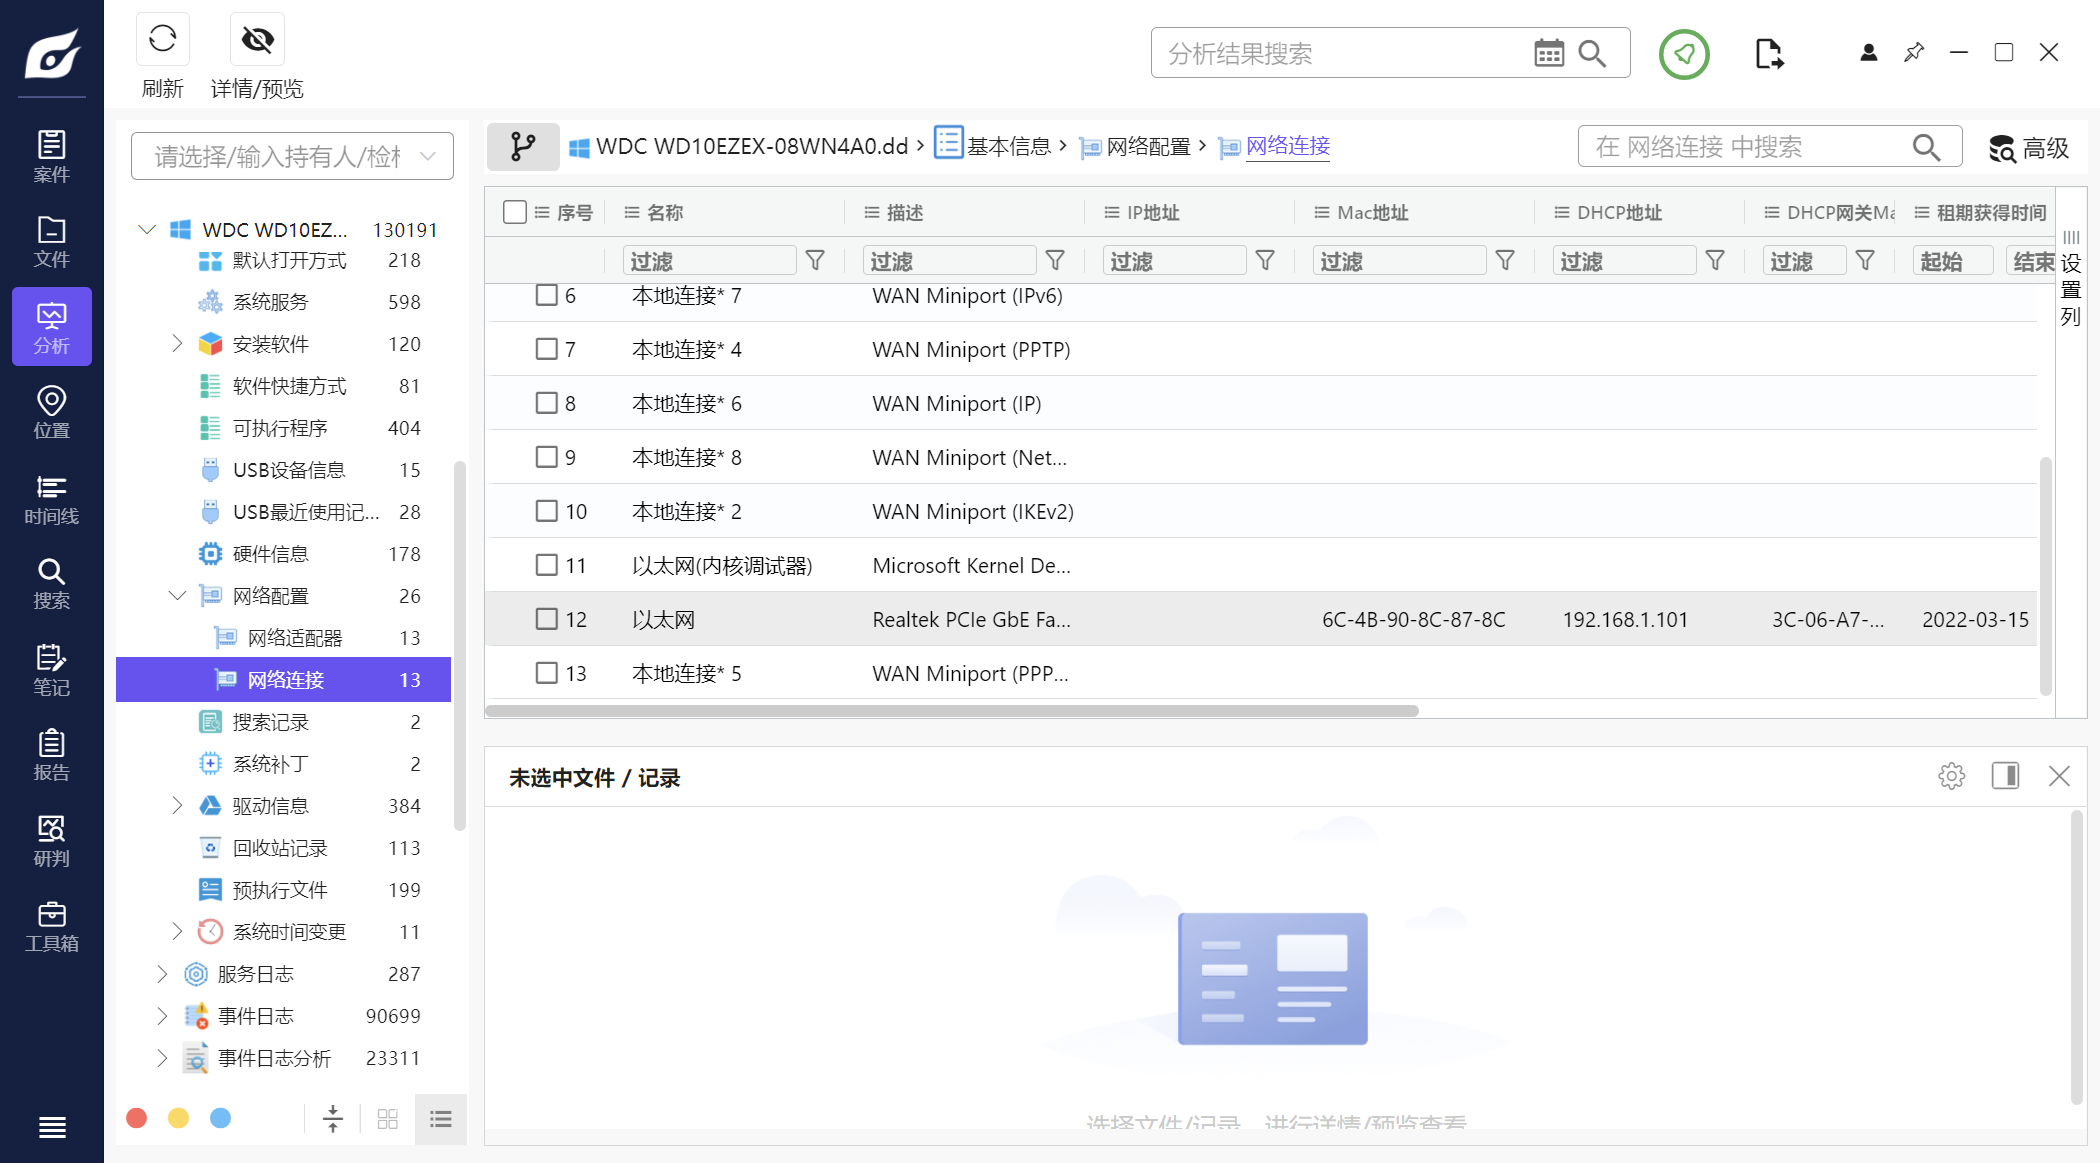 刷新
详情/预览
分析结果搜索
案件
文件
分析
位置
时间线
搜索
笔记
报告
研判
工具箱
请选择/输入持有人/检
WDC WD10EZ... 130191
默认打开方式 218
系统服务 598
安装软件 120
软件快捷方式 81
可执行程序 404
USB设备信息 15
USB最近使用记... 28
硬件信息 178
网络配置 26
网络适配器 13
网络连接 13
搜索记录 2
系统补丁 2
驱动信息 384
回收站记录 113
预执行文件 199
系统时间变更 11
服务日志 287
事件日志 90699
事件日志分析 23311
WDC WD10EZEX-08WN4A0.dd › 基本信息 › 网络配置 › 网络连接
在 网络连接 中搜索
高级
序号 名称 描述 IP地址 Mac地址 DHCP地址 DHCP网关Ma 租期获得时间
过滤 过滤 过滤 过滤 过滤 过滤 起始 结束
设置列
6 本地连接* 7 WAN Miniport (IPv6)
7 本地连接* 4 WAN Miniport (PPTP)
8 本地连接* 6 WAN Miniport (IP)
9 本地连接* 8 WAN Miniport (Net...
10 本地连接* 2 WAN Miniport (IKEv2)
11 以太网(内核调试器) Microsoft Kernel De...
12 以太网 Realtek PCIe GbE Fa... 6C-4B-90-8C-87-8C 192.168.1.101 3C-06-A7-... 2022-03-15
13 本地连接* 5 WAN Miniport (PPP...
未选中文件 / 记录
选择文件/记录，进行详情/预览查看